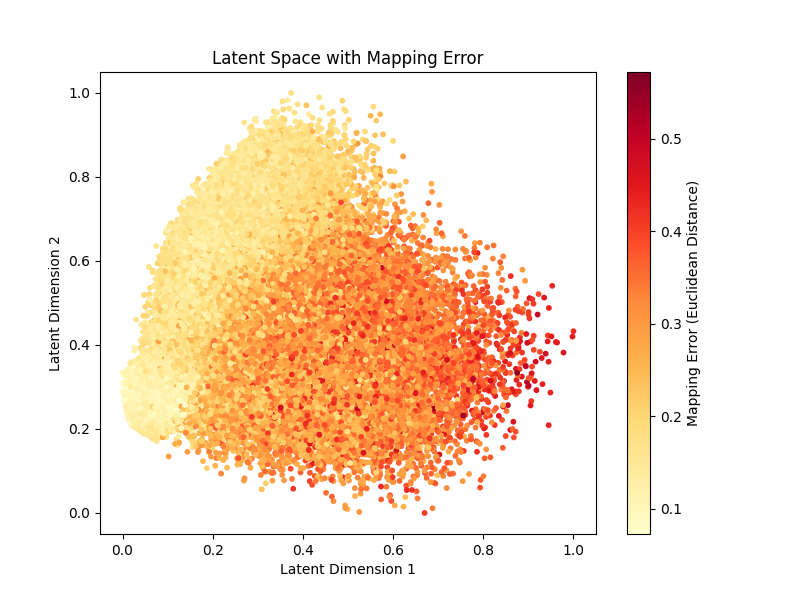 Latent Space with Mapping Error
Latent Dimension 2
1.0
0.8
0.6
0.4
0.2
0.0
0.0 0.2 0.4 0.6 0.8 1.0
Latent Dimension 1
0.5
0.4
0.3
0.2
0.1
Mapping Error (Euclidean Distance)